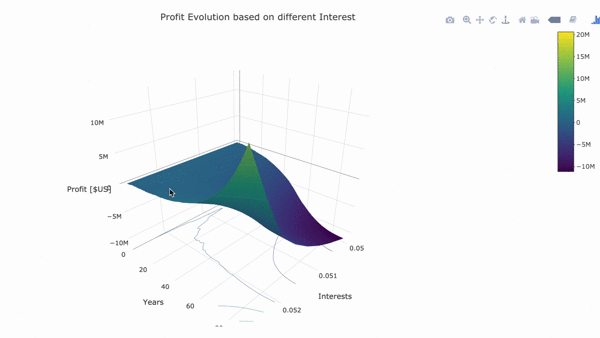 Profit Evolution based on different Interest
20M
15M
10M
5M
0
−5M
−10M
10M
5M
Profit [$US]
−5M
−10M
0
20
40
60
Years
0.05
0.051
0.052
Interests